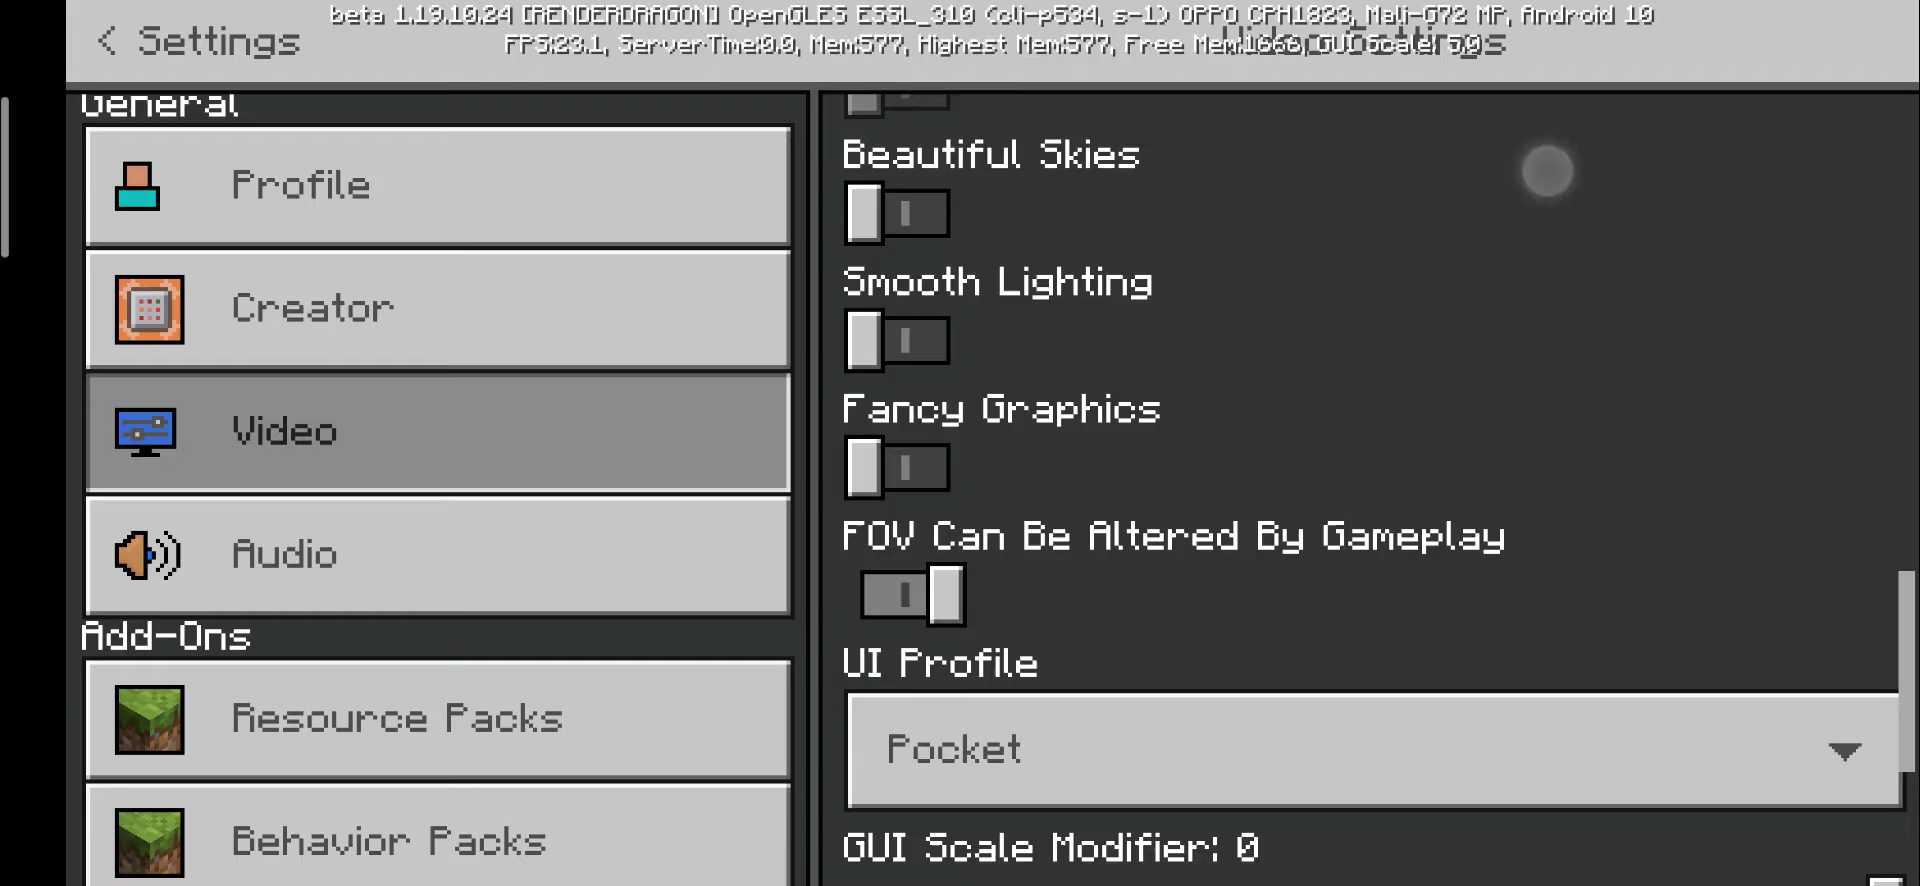 beta 1.19.10.24 [RENDERDRAGON] OpenGLES ESSL_310 (cli-p534, s-1) OPPO CPH1823, Mali-G72 MP, Android 10
FPS:23.1, ServerTime:0.0, Mem:577, Highest Mem:577, Free Mem:1668, GUI Scale: 5.0
Settings
Video Settings
General
Profile
Creator
Video
Audio
Add-Ons
Resource Packs
Behavior Packs
Beautiful Skies
Smooth Lighting
Fancy Graphics
FOV Can Be Altered By Gameplay
UI Profile
Pocket
GUI Scale Modifier: 0